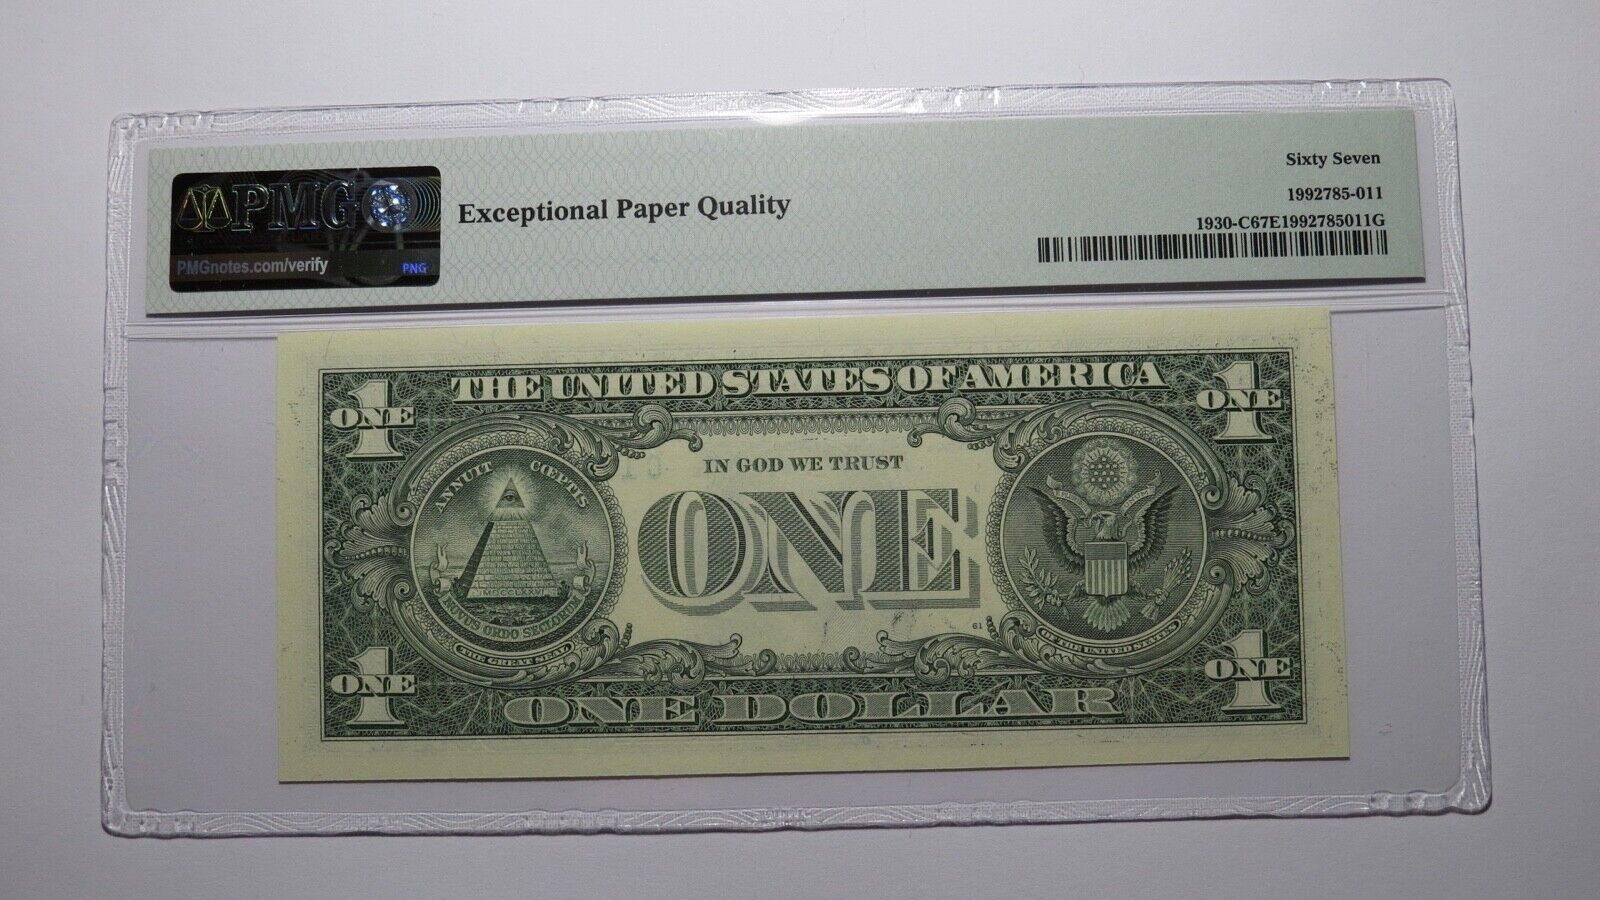 PMG
PMGnotes.com/verify
PNG
Exceptional Paper Quality
Sixty Seven
1992785-011
1930-C67E1992785011G
THE UNITED STATES OF AMERICA
ONE 1
ONE 1
ANNUIT CŒPTIS
IN GOD WE TRUST
ONE
MDCCLXXVI
NOVUS ORDO SECLORUM
THE GREAT SEAL
OF THE UNITED STATES
61
ONE 1
ONE 1
ONE DOLLAR